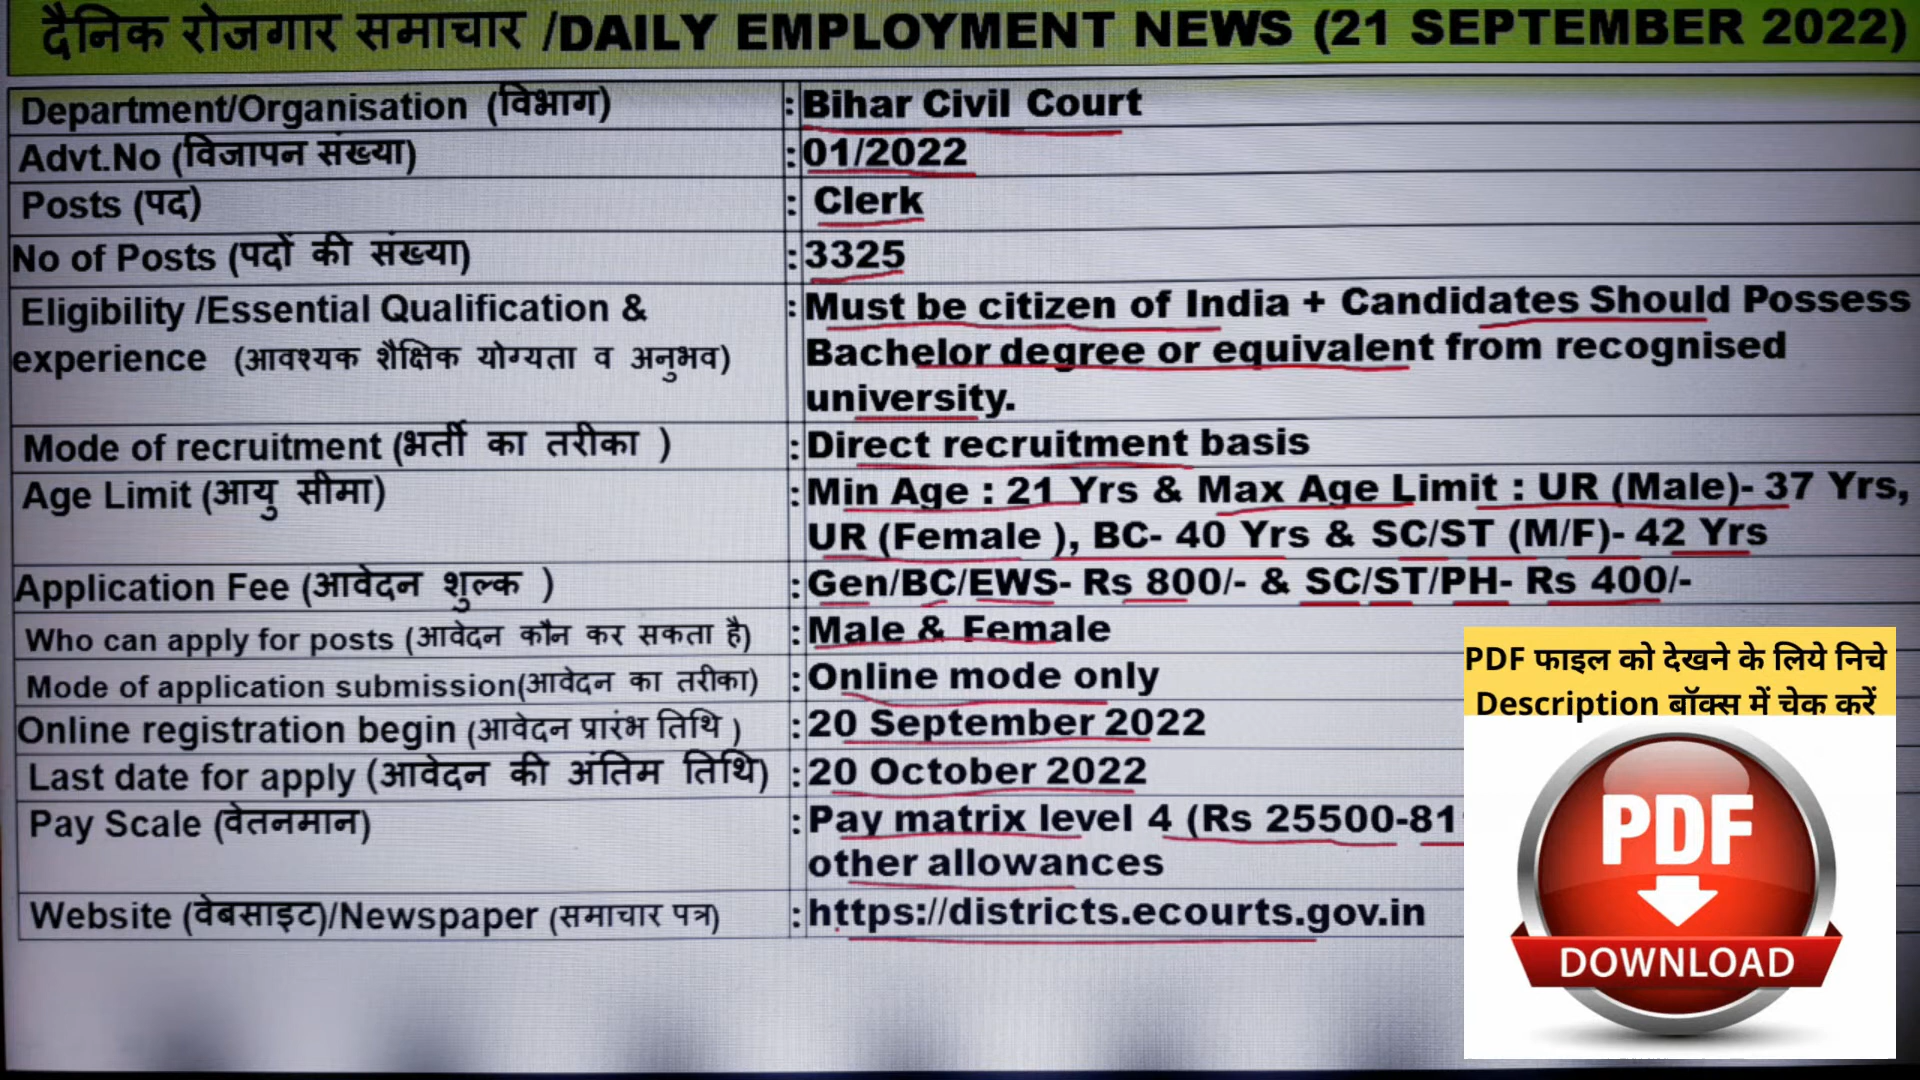 दैनिक रोजगार समाचार /DAILY EMPLOYMENT NEWS (21 SEPTEMBER 2022)
Department/Organisation (विभाग) : Bihar Civil Court
Advt.No (विजापन संख्या) : 01/2022
Posts (पद) : Clerk
No of Posts (पदों की संख्या) : 3325
Eligibility /Essential Qualification & : Must be citizen of India + Candidates Should Possess
experience (आवश्यक शैक्षिक योग्यता व अनुभव) Bachelor degree or equivalent from recognised
university.
Mode of recruitment (भर्ती का तरीका ) : Direct recruitment basis
Age Limit (आयु सीमा) : Min Age : 21 Yrs & Max Age Limit : UR (Male)- 37 Yrs,
UR (Female ), BC- 40 Yrs & SC/ST (M/F)- 42 Yrs
Application Fee (आवेदन शुल्क ) : Gen/BC/EWS- Rs 800/- & SC/ST/PH- Rs 400/-
Who can apply for posts (आवेदन कौन कर सकता है) : Male & Female
Mode of application submission(आवेदन का तरीका) : Online mode only
Online registration begin (आवेदन प्रारंभ तिथि ) : 20 September 2022
Last date for apply (आवेदन की अंतिम तिथि) : 20 October 2022
Pay Scale (वेतनमान) : Pay matrix level 4 (Rs 25500-81
other allowances
Website (वेबसाइट)/Newspaper (समाचार पत्र) : https://districts.ecourts.gov.in
PDF फाइल को देखने के लिये निचे
Description बॉक्स में चेक करें
PDF
DOWNLOAD